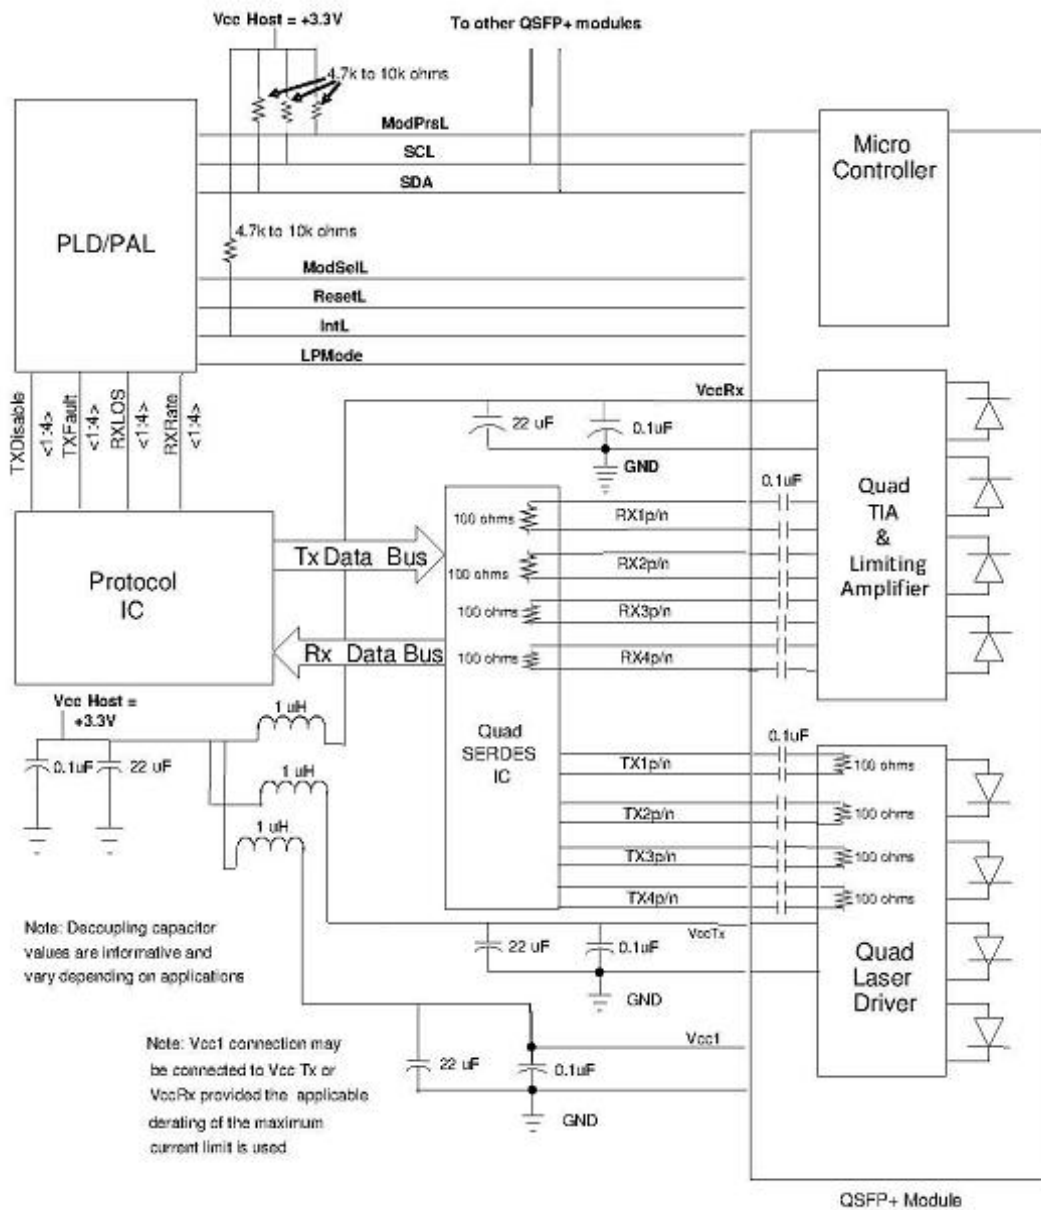 Vcc Host = +3.3V
To other QSFP+ modules
4.7k to 10k ohms
ModPrsL
SCL
SDA
Micro
Controller
PLD/PAL
4.7k to 10k ohms
ModSelL
ResetL
IntL
LPMode
TXDisable
<1:4>
TXFault
<1:4>
RXLOS
<1:4>
RXRate
<1:4>
VccRx
22 uF
0.1uF
GND
0.1uF
Quad
TIA
&
Limiting
Amplifier
100 ohms
RX1p/n
100 ohms
RX2p/n
100 ohms
RX3p/n
100 ohms
RX4p/n
Tx Data Bus
Protocol
IC
Rx Data Bus
Vcc Host =
+3.3V
0.1uF
22 uF
1 uH
1 uH
1 uH
Quad
SERDES
IC
0.1uF
TX1p/n
100 ohms
TX2p/n
100 ohms
TX3p/n
100 ohms
TX4p/n
100 ohms
Note: Decoupling capacitor
values are informative and
vary depending on applications
VccTx
22 uF
0.1uF
GND
Quad
Laser
Driver
Note: Vcc1 connection may
be connected to Vcc Tx or
VccRx provided the applicable
derating of the maximum
current limit is used
Vcc1
22 uF
0.1uF
GND
QSFP+ Module